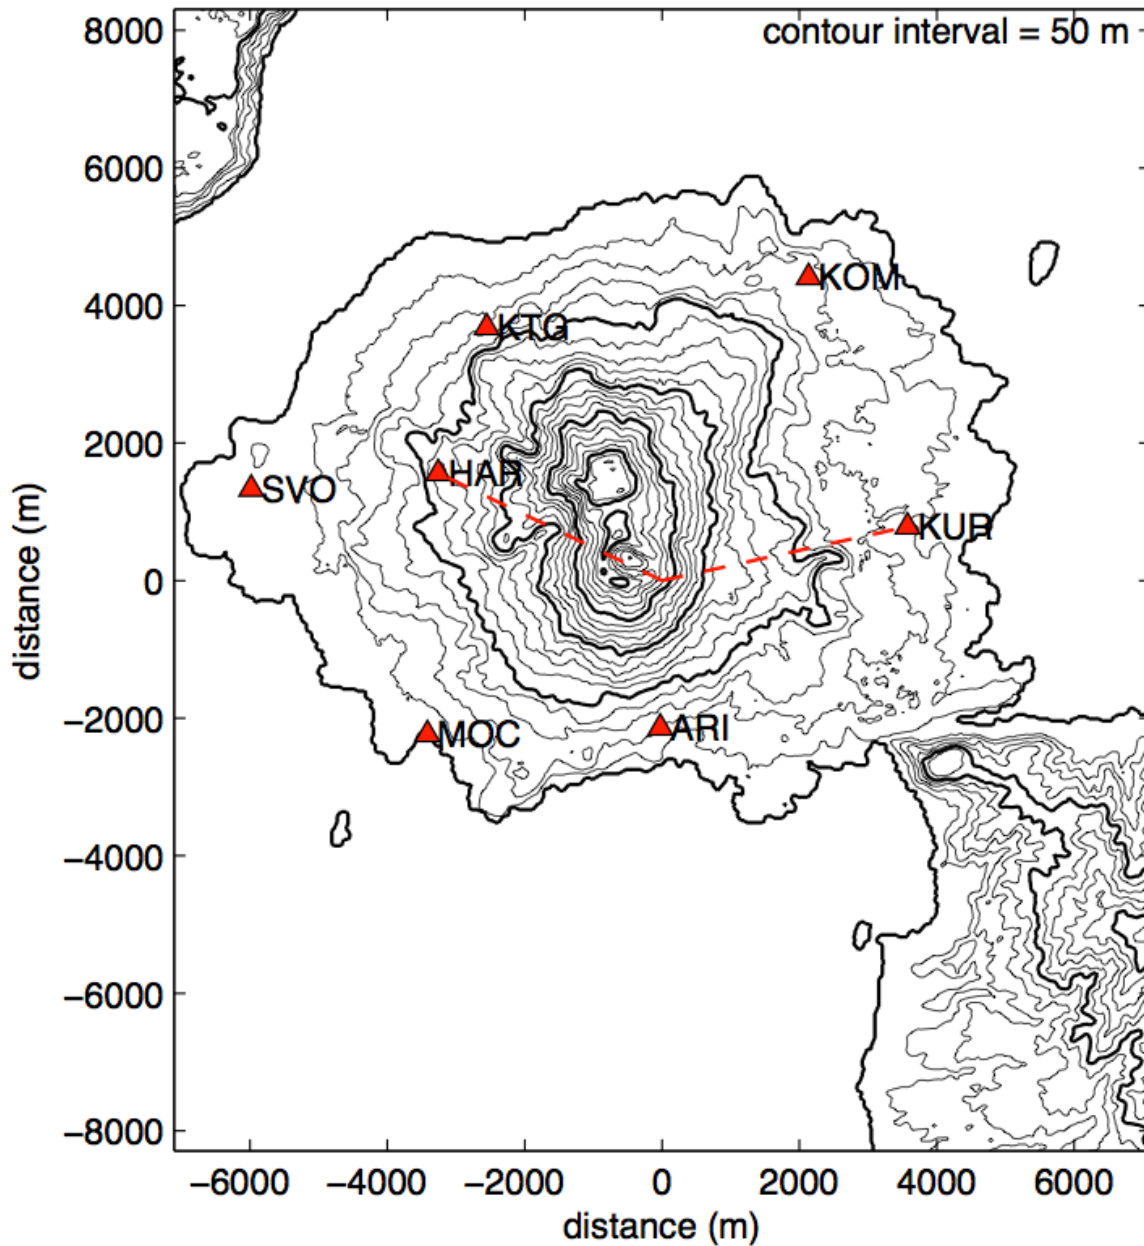 contour interval = 50 m
8000
6000
4000
2000
0
−2000
−4000
−6000
−8000
distance (m)
KOM
KTG
HAR
SVO
KUR
MOC
ARI
−6000 −4000 −2000 0 2000 4000 6000
distance (m)